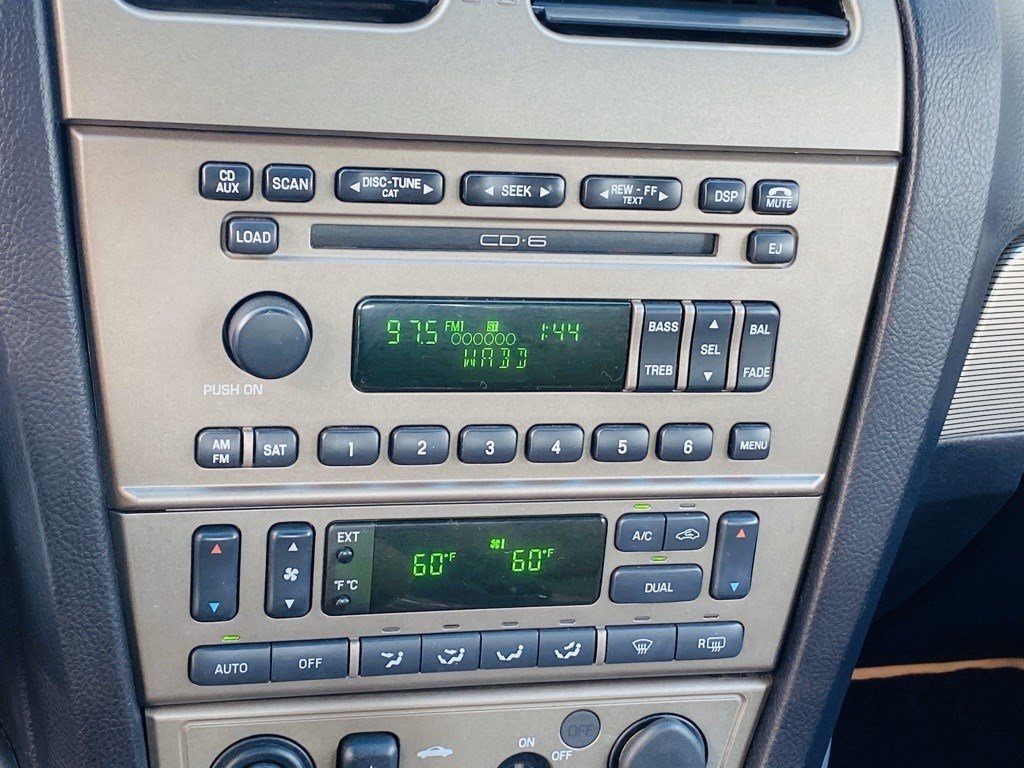 CD AUX SCAN DISC-TUNE CAT SEEK REW - FF TEXT DSP MUTE
LOAD CD·6 EJ
97.5 FM1 ST 1:44
WABD
BASS SEL BAL
TREB FADE
PUSH ON
AM FM SAT 1 2 3 4 5 6 MENU
EXT 60°F 60°F A/C
°F °C DUAL
AUTO OFF R
ON OFF
OFF